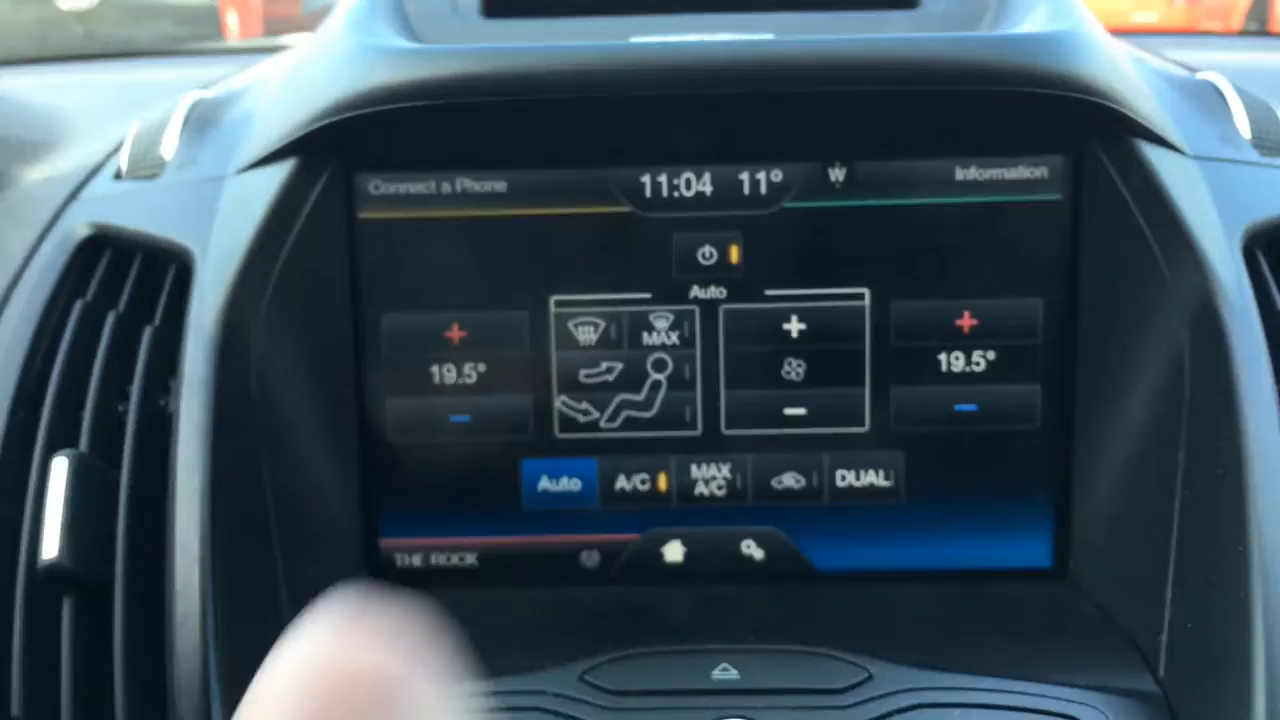 Connect a Phone
11:04 11°
W
Information
Auto
MAX
19.5°
19.5°
Auto
A/C
MAX
A/C
DUAL
THE ROCK